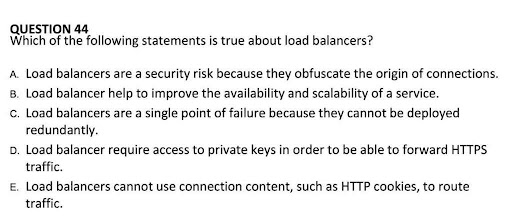 QUESTION 44
Which of the following statements is true about load balancers?
A. Load balancers are a security risk because they obfuscate the origin of connections.
B. Load balancer help to improve the availability and scalability of a service.
C. Load balancers are a single point of failure because they cannot be deployed
redundantly.
D. Load balancer require access to private keys in order to be able to forward HTTPS
traffic.
E. Load balancers cannot use connection content, such as HTTP cookies, to route
traffic.